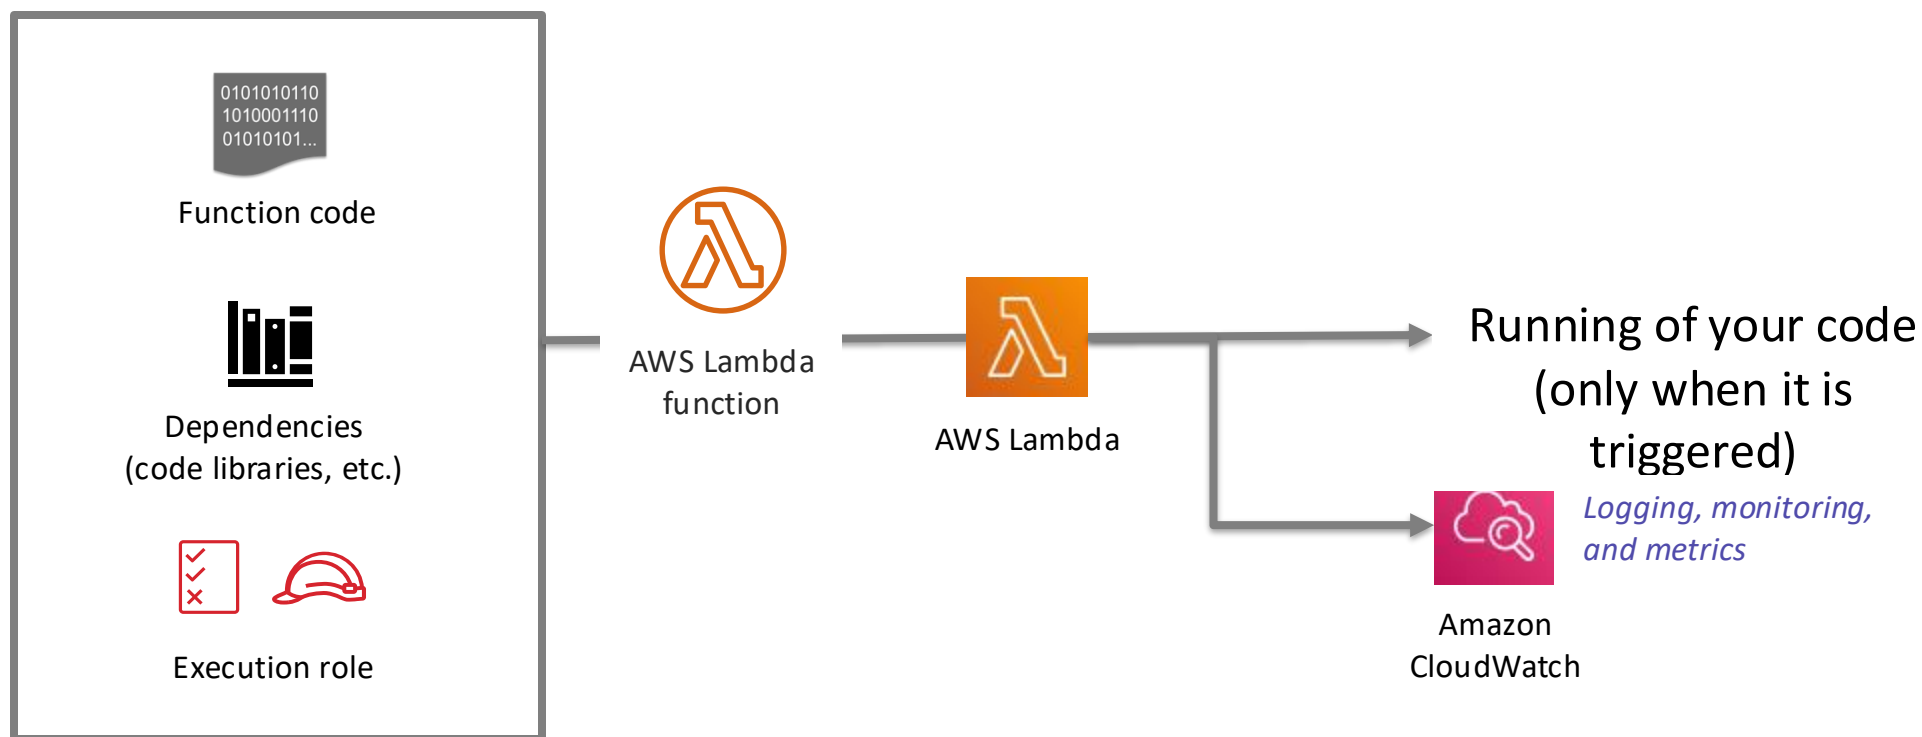 0101010110
1010001110
01010101...
Function code
Dependencies
(code libraries, etc.)
Execution role
AWS Lambda
function
AWS Lambda
Running of your code
(only when it is
triggered)
Logging, monitoring,
and metrics
Amazon
CloudWatch